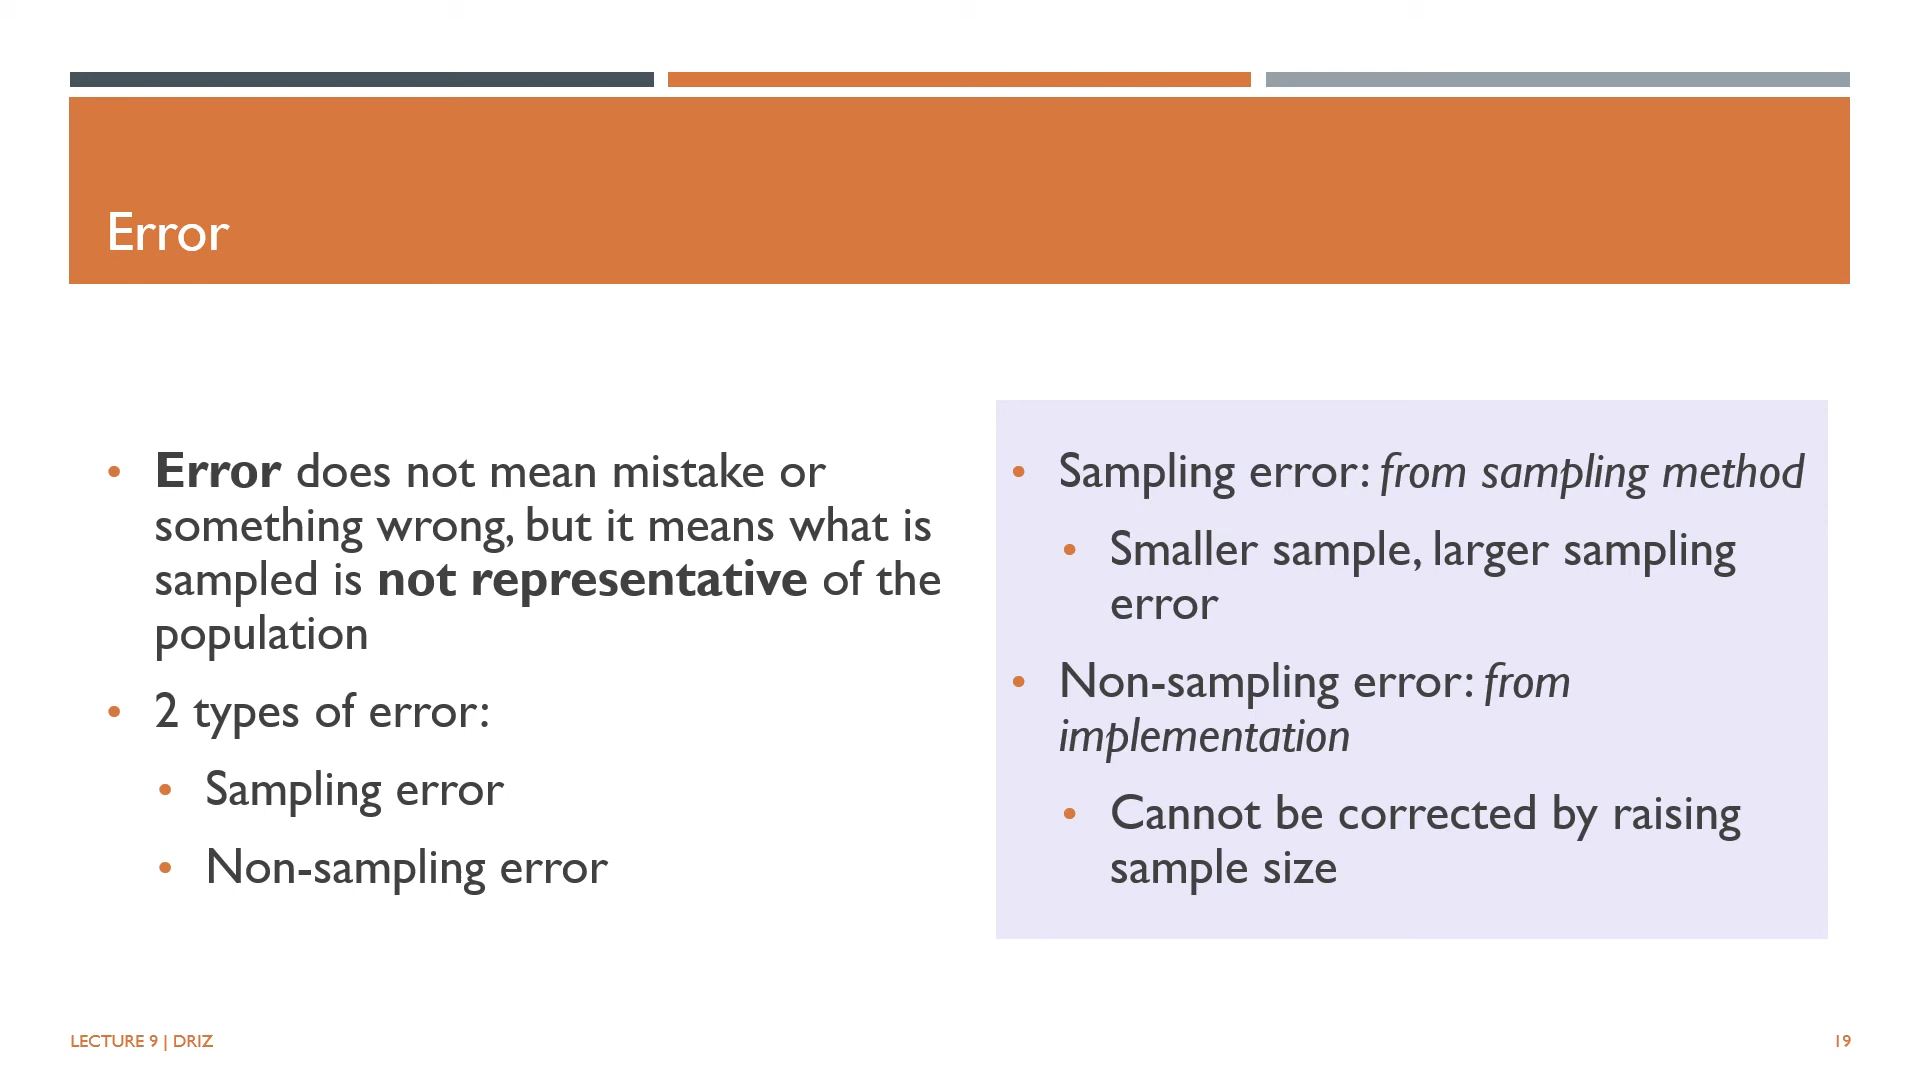 Error
• Error does not mean mistake or
something wrong, but it means what is
sampled is not representative of the
population
• 2 types of error:
• Sampling error
• Non-sampling error
• Sampling error: from sampling method
• Smaller sample, larger sampling
error
• Non-sampling error: from
implementation
• Cannot be corrected by raising
sample size
LECTURE 9 | DRIZ
19